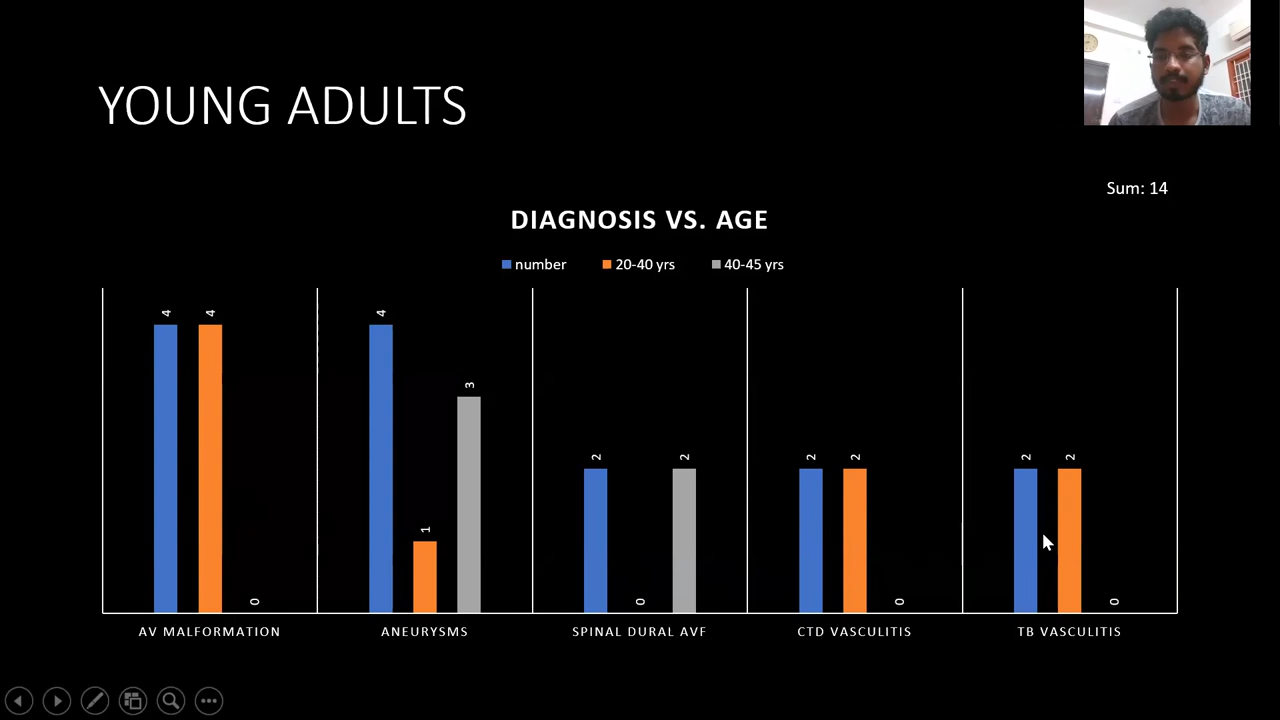 YOUNG ADULTS
Sum: 14
DIAGNOSIS VS. AGE
number 20-40 yrs 40-45 yrs
4 4 0 4 1 3 2 0 2 2 2 0 2 2 0
AV MALFORMATION ANEURYSMS SPINAL DURAL AVF CTD VASCULITIS TB VASCULITIS